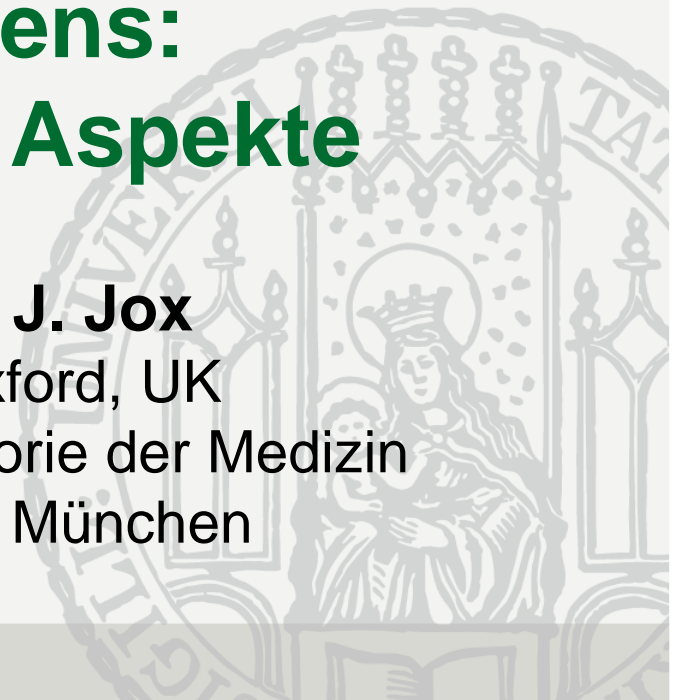 ens:
Aspekte
J. Jox
xford, UK
orie der Medizin
München